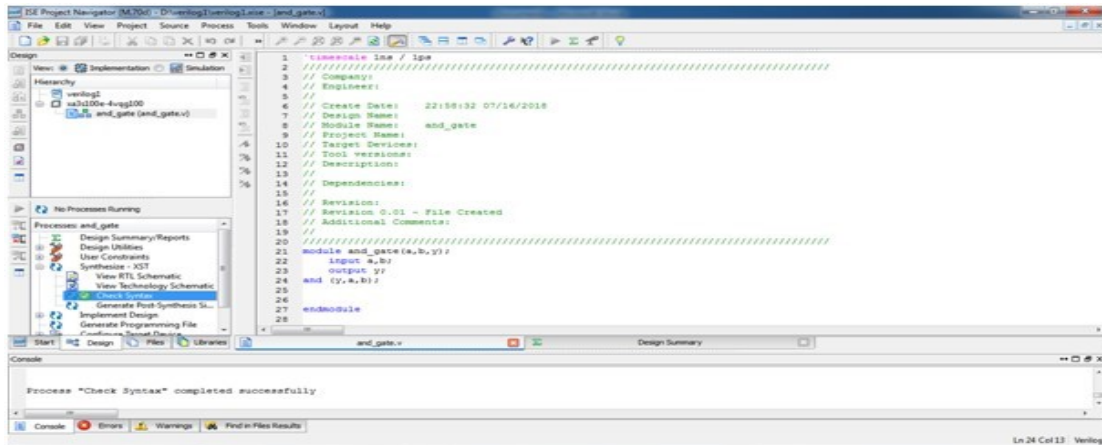 ISE Project Navigator (M.70d) - D:\verilog1\verilog1.xise - [and_gate.v]
File Edit View Project Source Process Tools Window Layout Help
Design
View: Implementation Simulation
Hierarchy
verilog1
xa3s100e-4vqg100
and_gate (and_gate.v)
No Processes Running
Processes: and_gate
Design Summary/Reports
Design Utilities
User Constraints
Synthesize - XST
View RTL Schematic
View Technology Schematic
Check Syntax
Generate Post-Synthesis Si...
Implement Design
Generate Programming File
Configure Target Device
Start Design Files Libraries
1 `timescale 1ns / 1ps
2 //////////////////////////////////////////////////////////////////////////////////
3 // Company:
4 // Engineer:
5 //
6 // Create Date: 22:58:32 07/16/2018
7 // Design Name:
8 // Module Name: and_gate
9 // Project Name:
10 // Target Devices:
11 // Tool versions:
12 // Description:
13 //
14 // Dependencies:
15 //
16 // Revision:
17 // Revision 0.01 - File Created
18 // Additional Comments:
19 //
20 //////////////////////////////////////////////////////////////////////////////////
21 module and_gate(a,b,y);
22 input a,b;
23 output y;
24 and (y,a,b);
25
26
27 endmodule
28
and_gate.v Design Summary
Console
Process "Check Syntax" completed successfully
Console Errors Warnings Find in Files Results
Ln 24 Col 13 Verilog